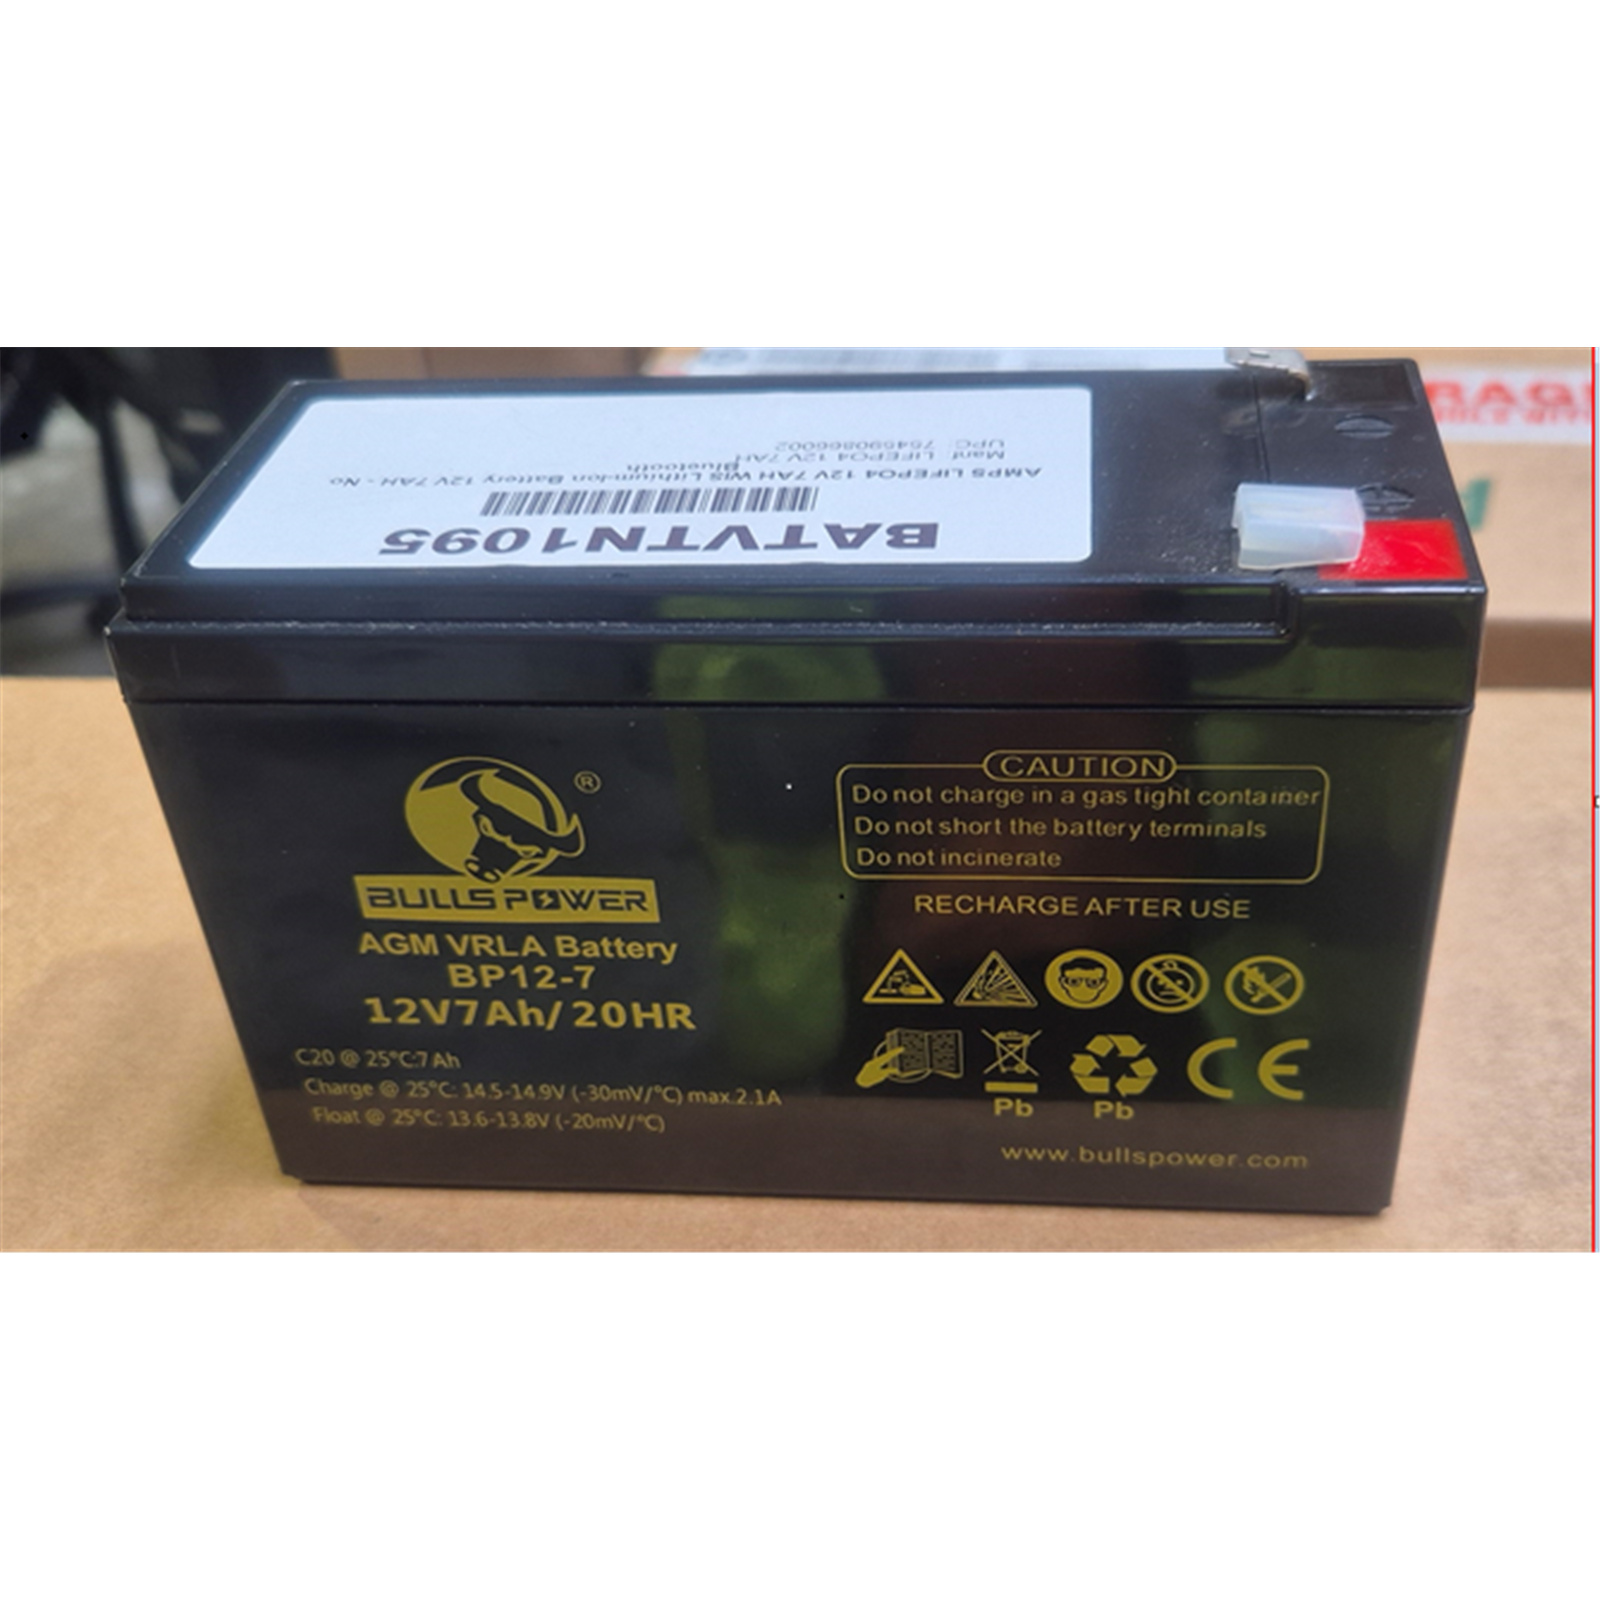 BATVTN1095
AMPS LIFEPO4 12V 7AH WIS Lithium-Ion Battery 12V 7AH - No
Bluetooth
Manf: LIFEPO4 12V 7AH
UPC:
BULLSPOWER
®
AGM VRLA Battery
BP12-7
12V7Ah/20HR
C20 @ 25°C:7 Ah
Charge @ 25°C: 14.5-14.9V (-30mV/°C) max.2.1A
Float @ 25°C: 13.6-13.8V (-20mV/°C)
CAUTION
Do not charge in a gas tight container
Do not short the battery terminals
Do not incinerate
RECHARGE AFTER USE
Pb
Pb
CE
www.bullspower.com